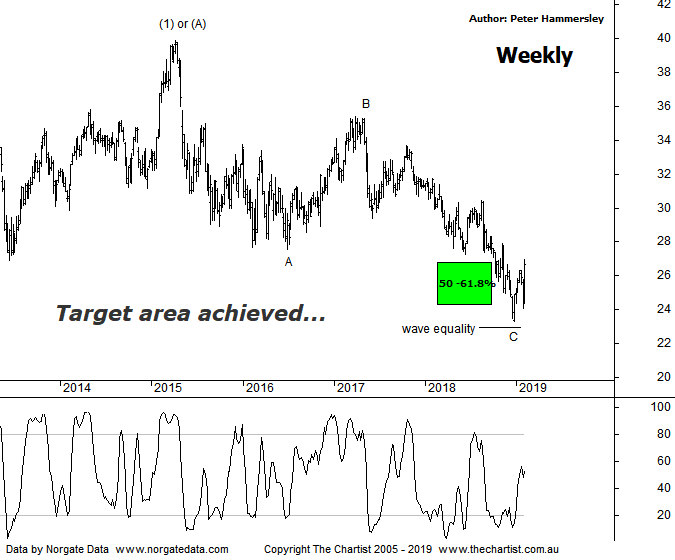 Author: Peter Hammersley
Weekly
(1) or (A)
B
A
50 -61.8%
Target area achieved...
wave equality
C
42
40
38
36
34
32
30
28
26
24
22
20
2014 2015 2016 2017 2018 2019
100
80
60
40
20
Data by Norgate Data www.norgatedata.com Copyright The Chartist 2005 - 2019 www.thechartist.com.au